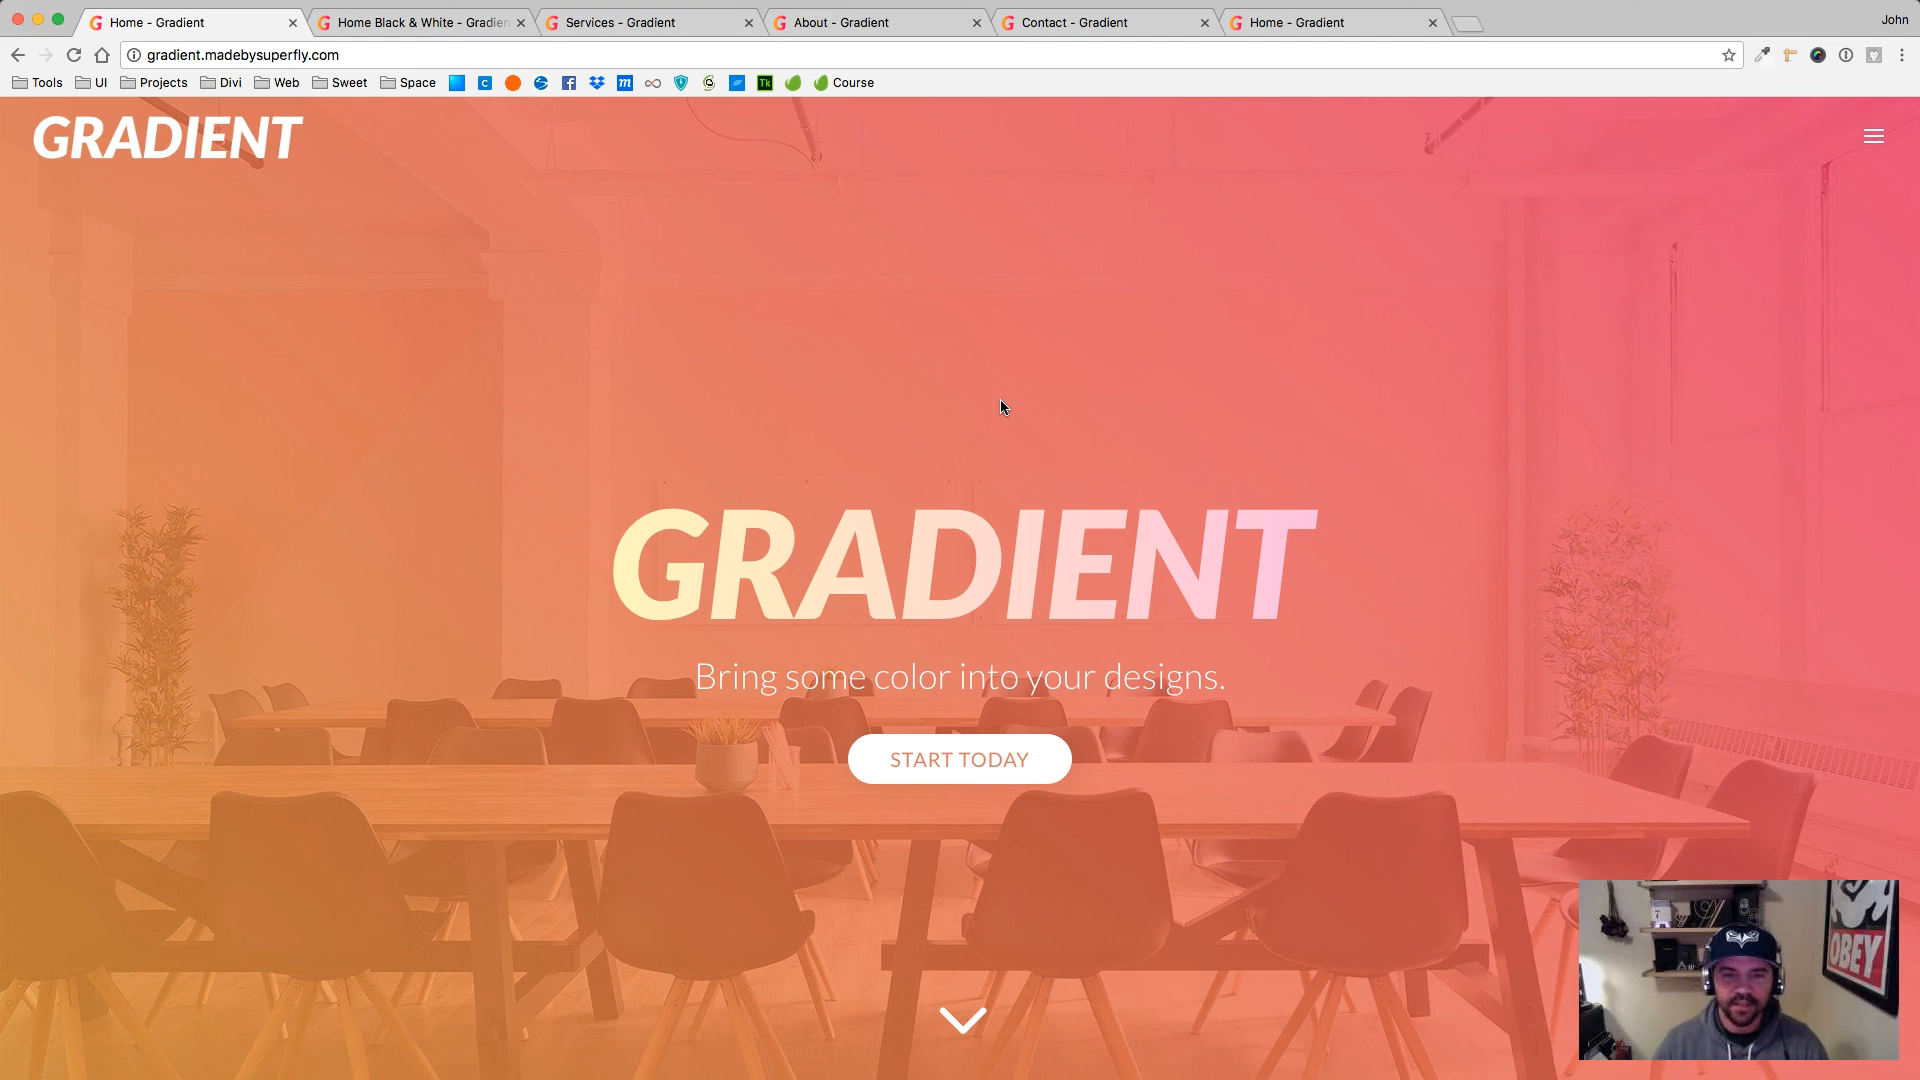 Home - Gradient
Home Black & White - Gradien
Services - Gradient
About - Gradient
Contact - Gradient
Home - Gradient
John
gradient.madebysuperfly.com
Tools
UI
Projects
Divi
Web
Sweet
Space
Tk
Course
GRADIENT
GRADIENT
Bring some color into your designs.
START TODAY
OBEY